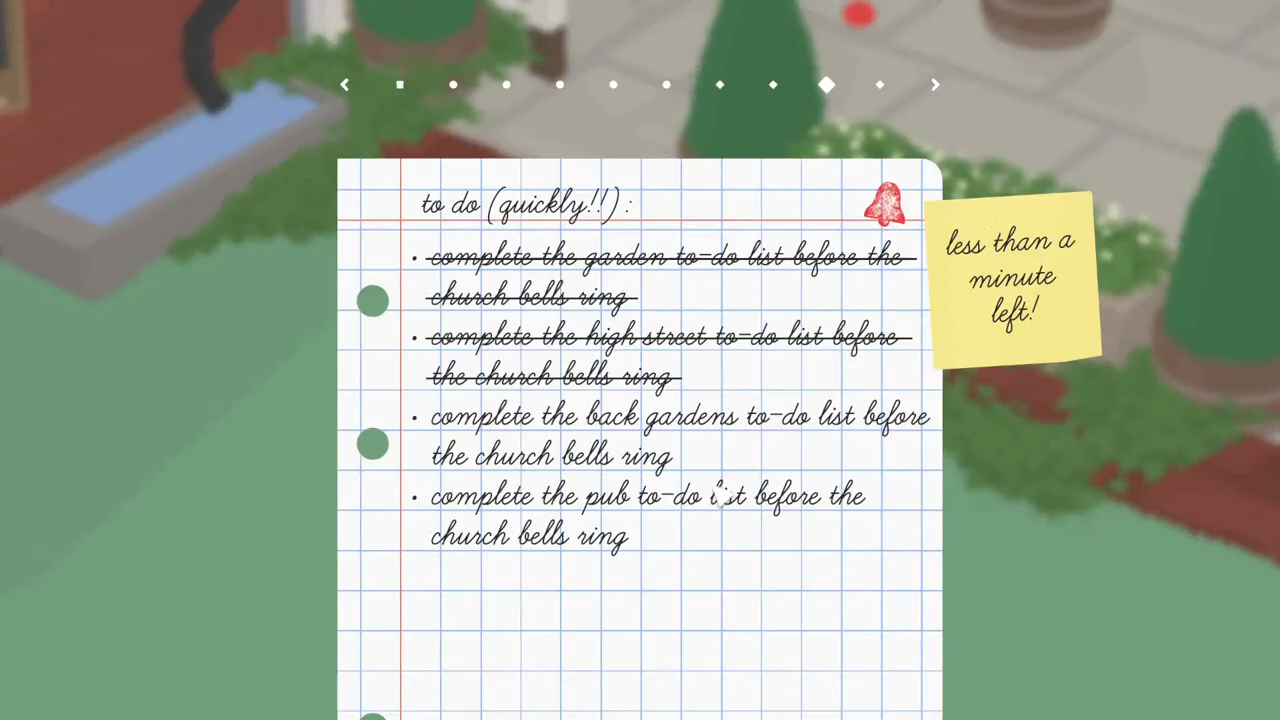 to do (quickly!!) :
• complete the garden to-do list before the
church bells ring
• complete the high street to-do list before
the church bells ring
• complete the back gardens to-do list before
the church bells ring
• complete the pub to-do list before the
church bells ring
less than a
minute
left!